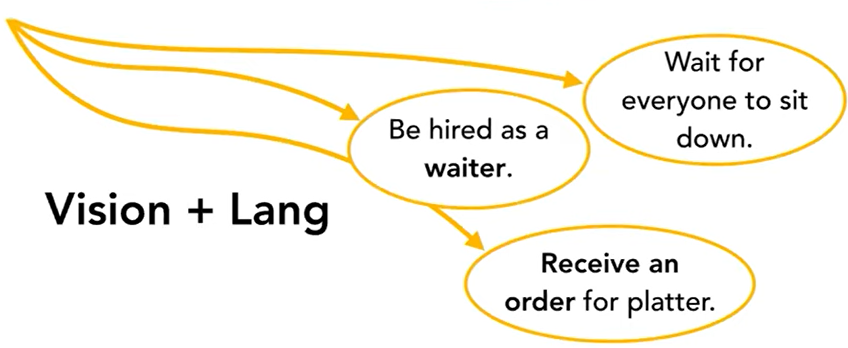 Wait for
everyone to sit
down.
Be hired as a
waiter.
Vision + Lang
Receive an
order for platter.